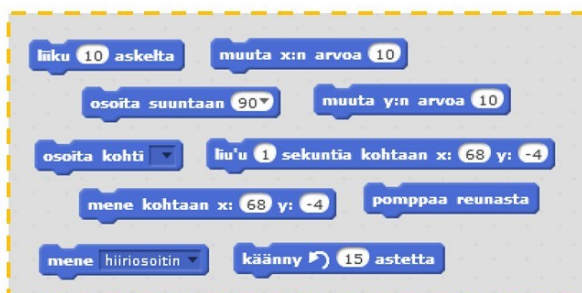 liiku 10 askelta
muuta x:n arvoa 10
osoita suuntaan 90
muuta y:n arvoa 10
osoita kohti
liu'u 1 sekuntia kohtaan x: 68 y: -4
mene kohtaan x: 68 y: -4
pomppaa reunasta
mene hiiriosoitin
käänny 15 astetta